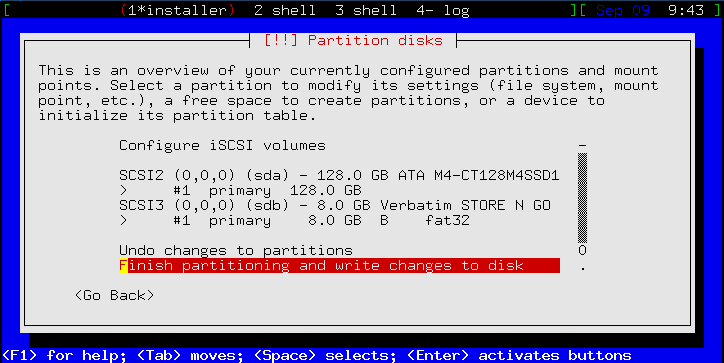 [ (1*installer) 2 shell 3 shell 4- log ][ Sep 09 9:43 ]
[!!] Partition disks
This is an overview of your currently configured partitions and mount
points. Select a partition to modify its settings (file system, mount
point, etc.), a free space to create partitions, or a device to
initialize its partition table.
Configure iSCSI volumes -
SCSI2 (0,0,0) (sda) - 128.0 GB ATA M4-CT128M4SSD1
> #1 primary 128.0 GB
SCSI3 (0,0,0) (sdb) - 8.0 GB Verbatim STORE N GO
> #1 primary 8.0 GB B fat32
Undo changes to partitions 0
Finish partitioning and write changes to disk .
<Go Back>
<F1> for help; <Tab> moves; <Space> selects; <Enter> activates buttons